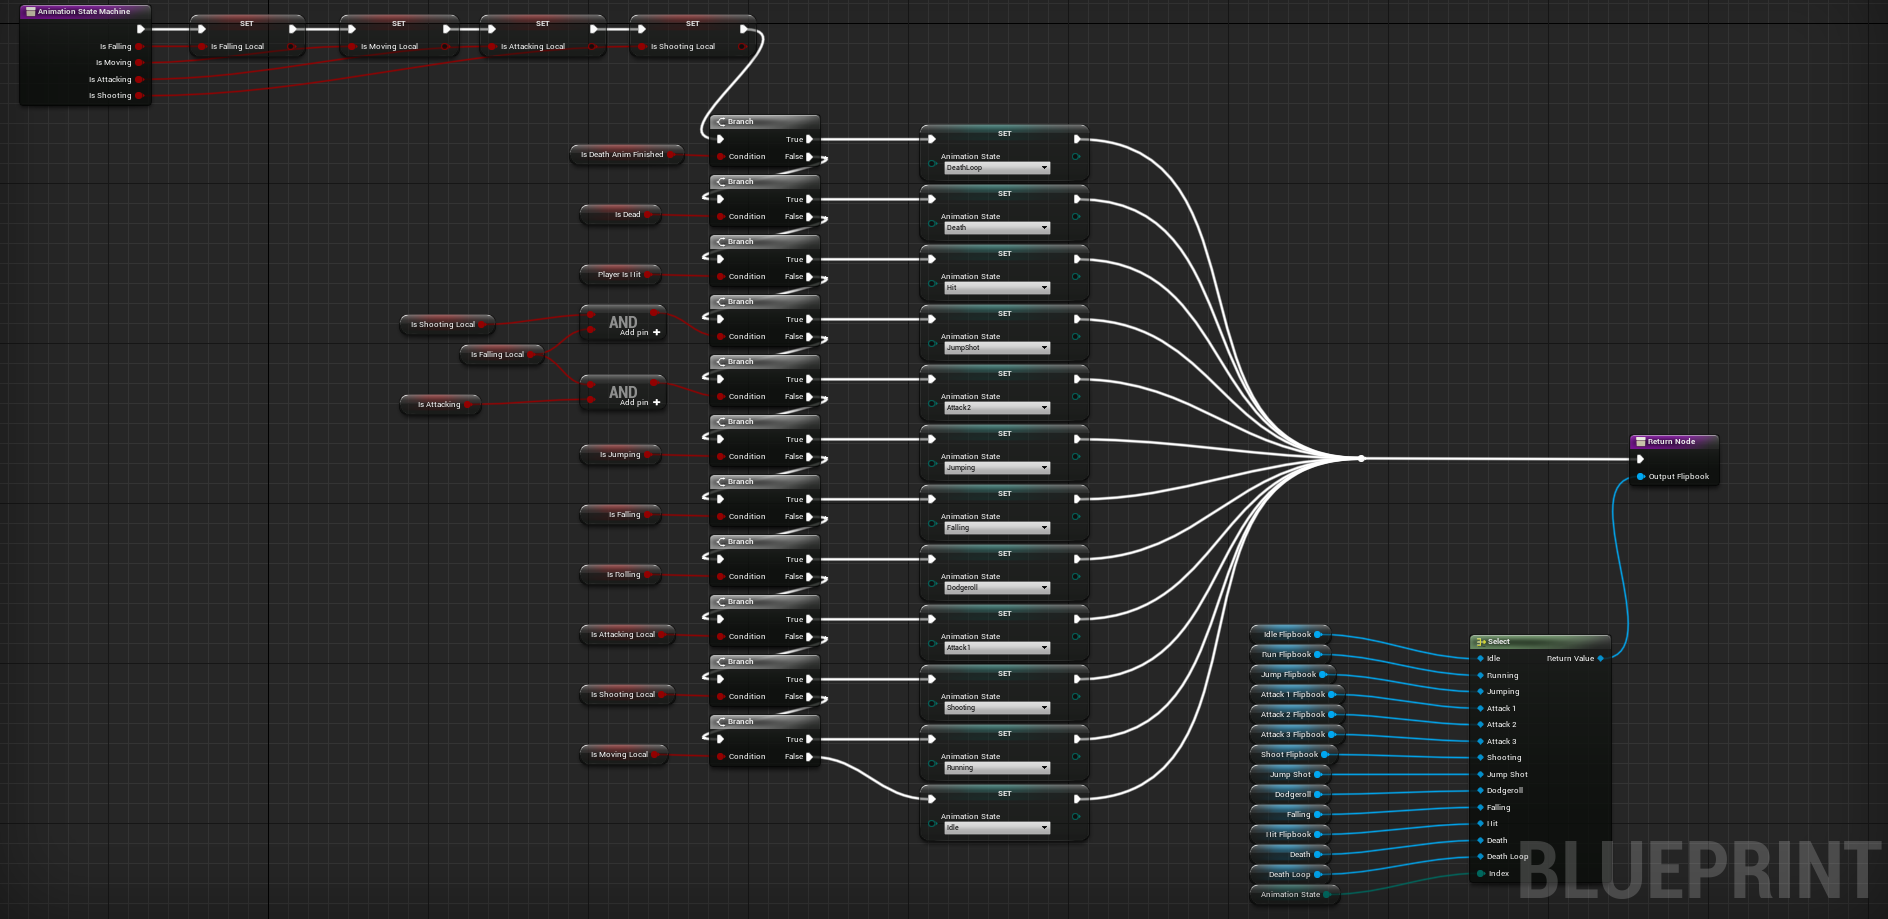 Animation State Machine
Is Falling
Is Moving
Is Attacking
Is Shooting
SET
Is Falling Local
SET
Is Moving Local
SET
Is Attacking Local
SET
Is Shooting Local
Is Death Anim Finished
Branch
True
Condition
False
SET
Animation State
DeathLoop
Is Dead
Branch
True
Condition
False
SET
Animation State
Death
Player Is Hit
Branch
True
Condition
False
SET
Animation State
Hit
Is Shooting Local
Is Falling Local
AND
Add pin
Branch
True
Condition
False
SET
Animation State
JumpShot
Is Attacking
AND
Add pin
Branch
True
Condition
False
SET
Animation State
Attack2
Is Jumping
Branch
True
Condition
False
SET
Animation State
Jumping
Is Falling
Branch
True
Condition
False
SET
Animation State
Falling
Is Rolling
Branch
True
Condition
False
SET
Animation State
Dodgeroll
Is Attacking Local
Branch
True
Condition
False
SET
Animation State
Attack1
Is Shooting Local
Branch
True
Condition
False
SET
Animation State
Shooting
Is Moving Local
Branch
True
Condition
False
SET
Animation State
Running
SET
Animation State
Idle
Return Node
Output Flipbook
Idle Flipbook
Run Flipbook
Jump Flipbook
Attack 1 Flipbook
Attack 2 Flipbook
Attack 3 Flipbook
Shoot Flipbook
Jump Shot
Dodgeroll
Falling
Hit Flipbook
Death
Death Loop
Animation State
Select
Idle
Return Value
Running
Jumping
Attack 1
Attack 2
Attack 3
Shooting
Jump Shot
Dodgeroll
Falling
Hit
Death
Death Loop
Index
BLUEPRINT